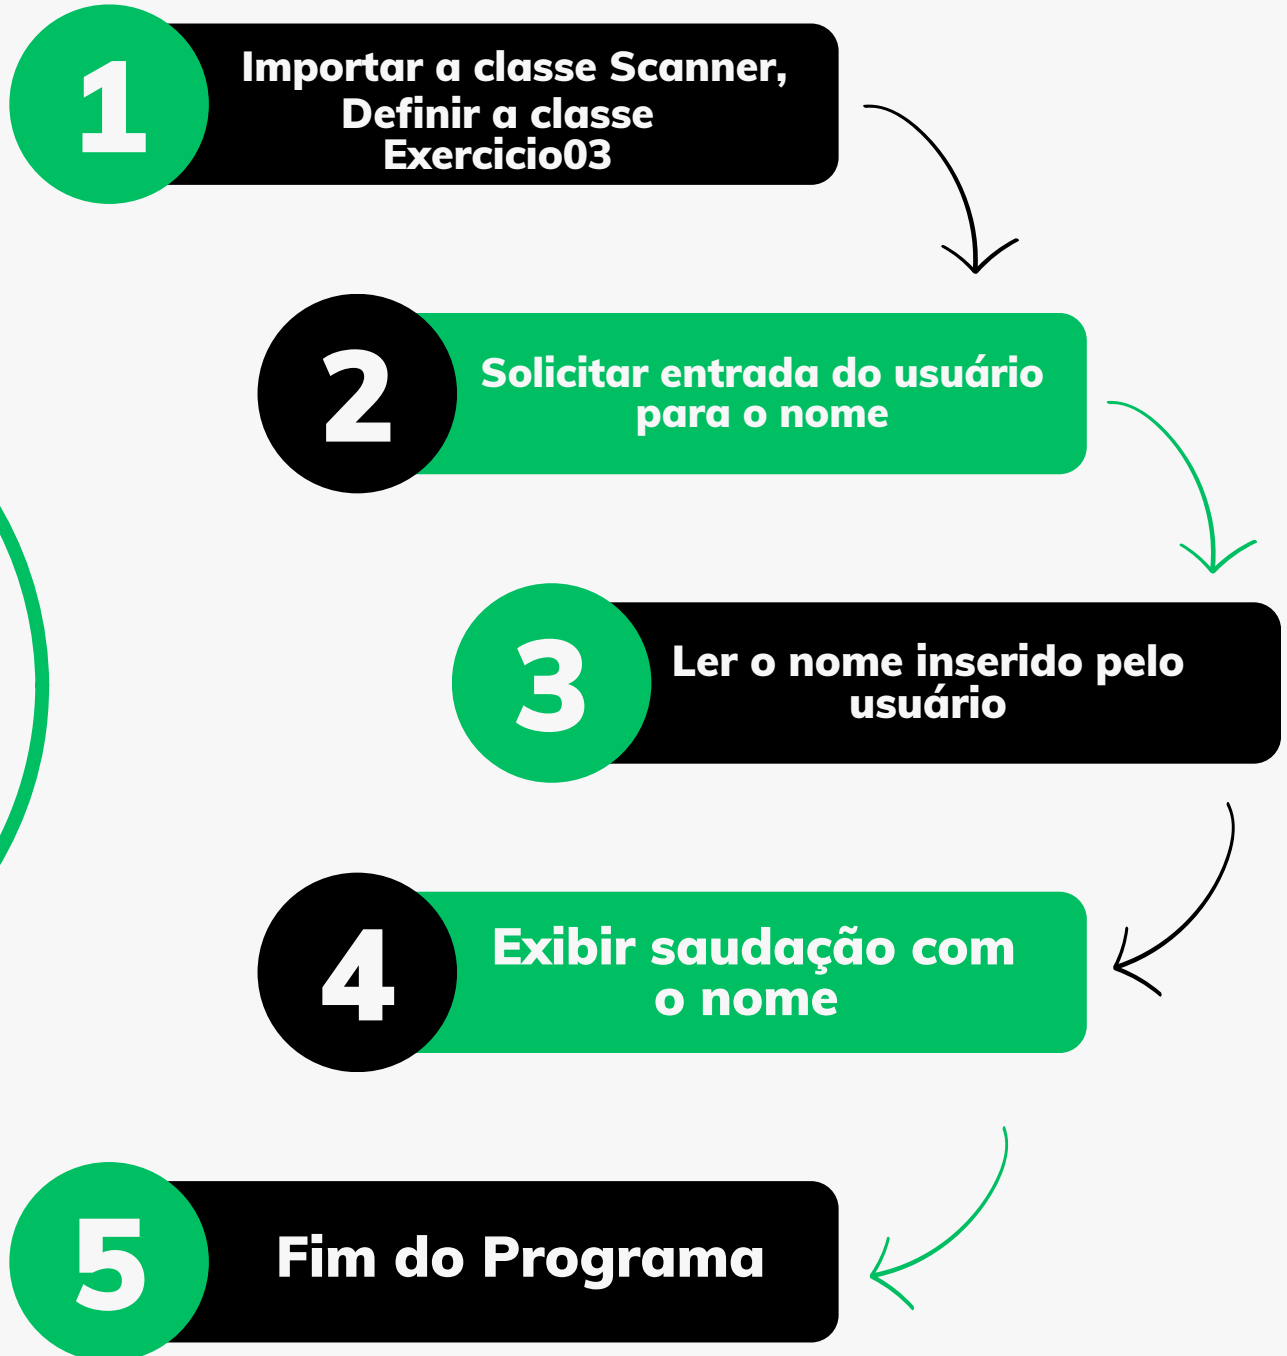 1
Importar a classe Scanner,
Definir a classe
Exercicio03
2
Solicitar entrada do usuário
para o nome
3
Ler o nome inserido pelo
usuário
4
Exibir saudação com
o nome
5
Fim do Programa